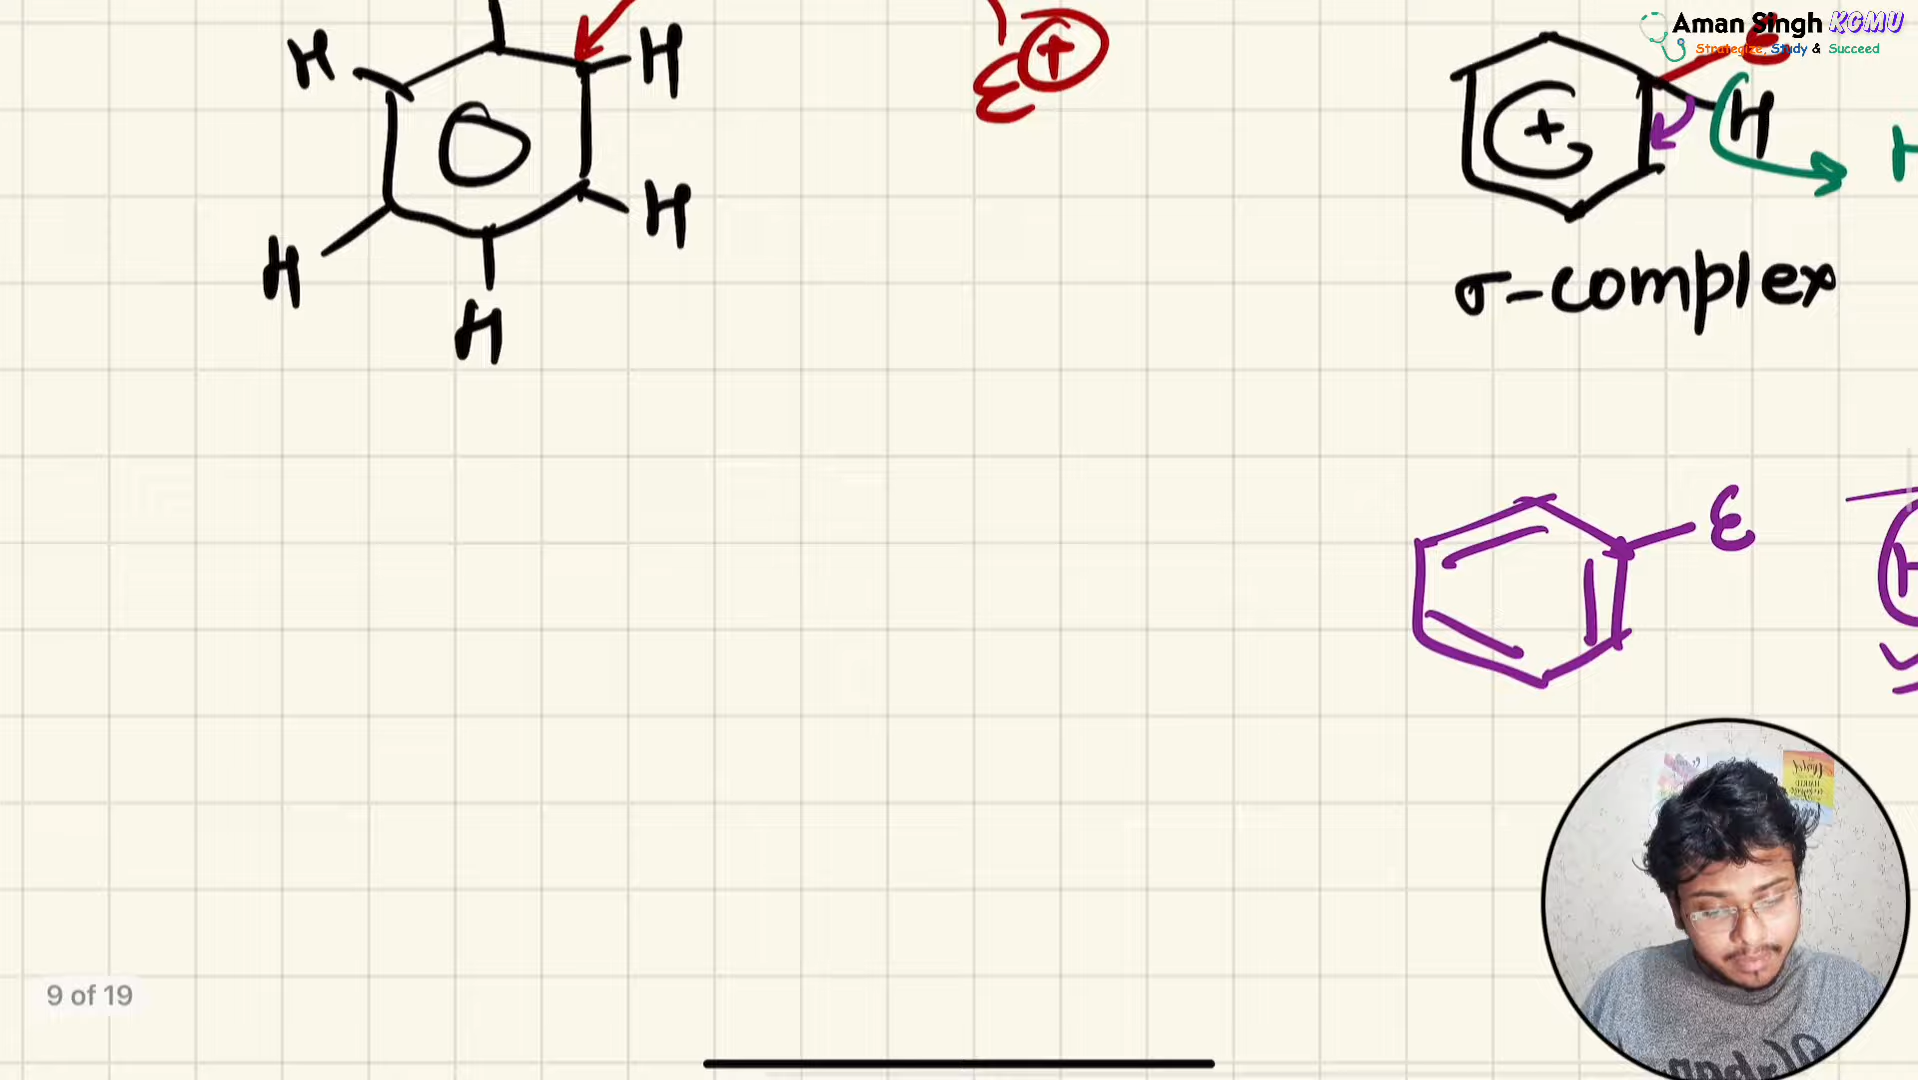 Aman Singh KGMU
Strategize, Study & Succeed
H
H
E
+
E
+
H
H
H
H
H
σ-complex
E
9 of 19